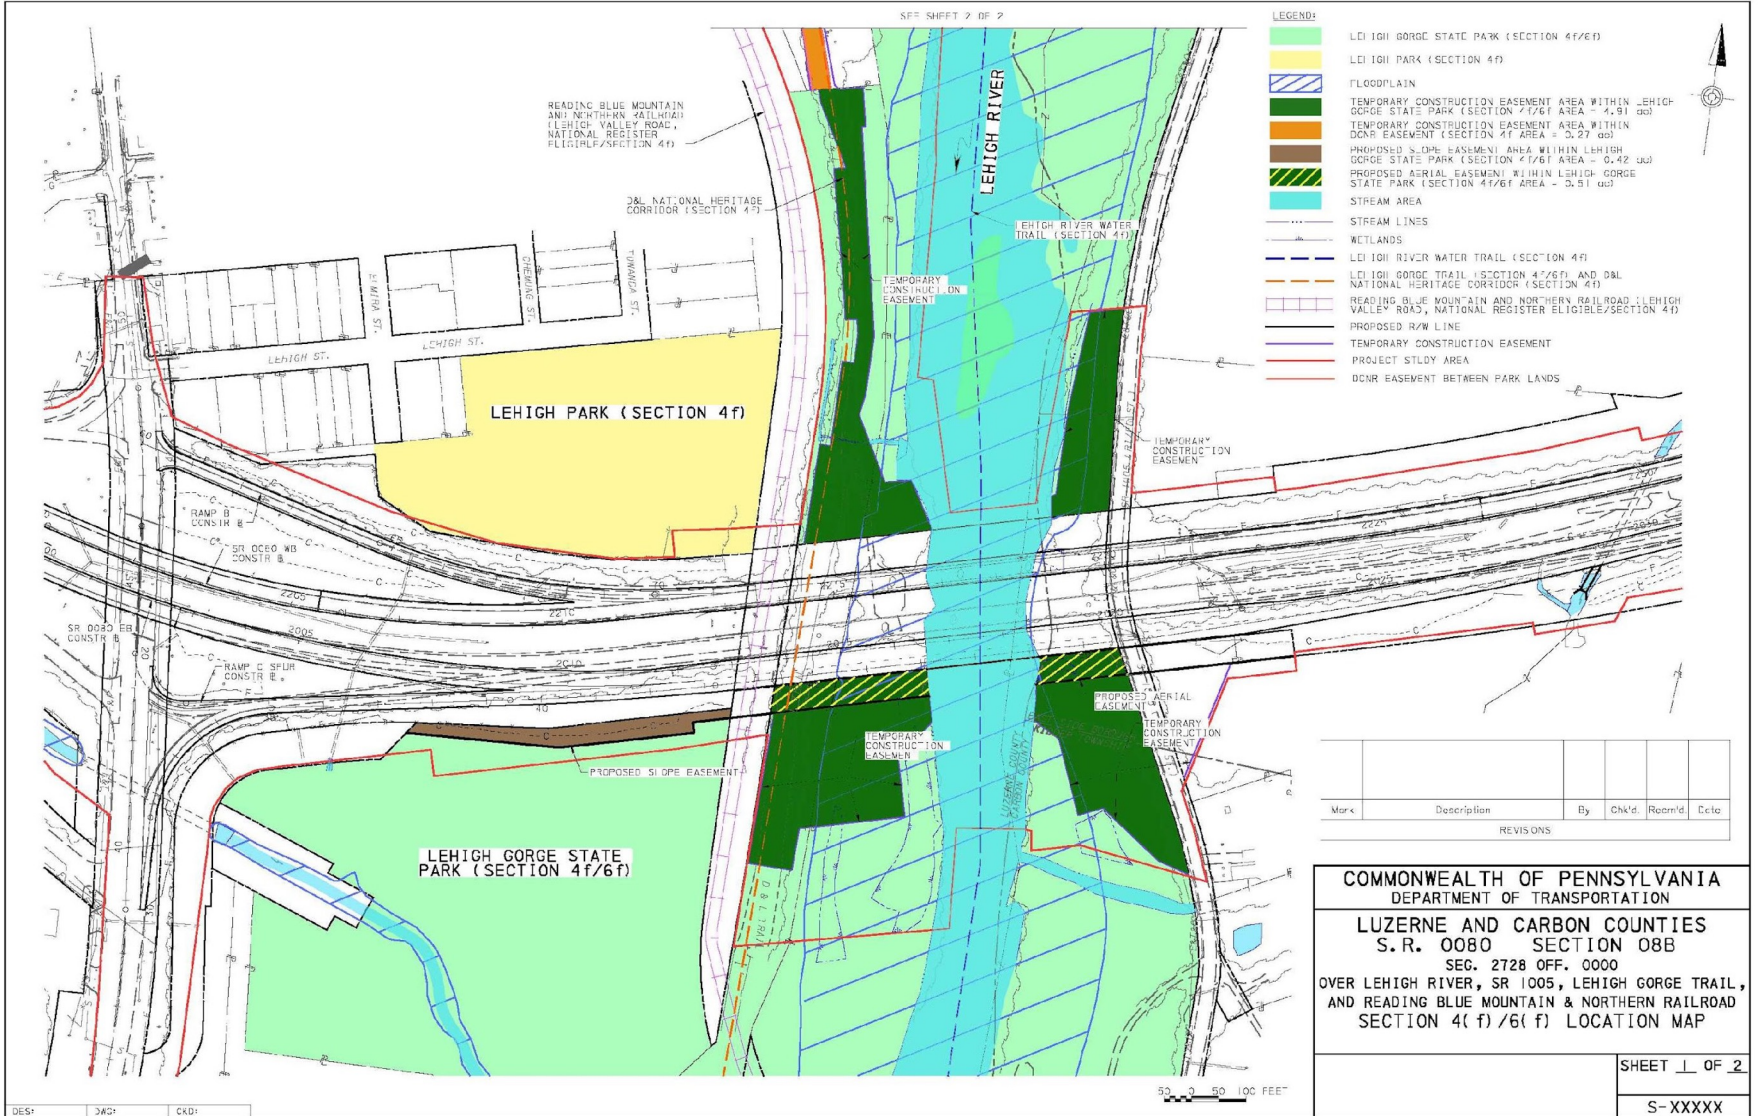 SEE SHEET 2 OF 2
LEGEND:
LEHIGH GORGE STATE PARK (SECTION 4f/6f)
LEHIGH PARK (SECTION 4f)
FLOODPLAIN
TEMPORARY CONSTRUCTION EASEMENT AREA WITHIN LEHIGH
GORGE STATE PARK (SECTION 4f/6f AREA = 4.91 ac)
TEMPORARY CONSTRUCTION EASEMENT AREA WITHIN
DCNR EASEMENT (SECTION 4f AREA = 0.27 ac)
PROPOSED SLOPE EASEMENT AREA WITHIN LEHIGH
GORGE STATE PARK (SECTION 4f/6f AREA = 0.42 ac)
PROPOSED AERIAL EASEMENT WITHIN LEHIGH GORGE
STATE PARK (SECTION 4f/6f AREA = 0.51 ac)
STREAM AREA
STREAM LINES
WETLANDS
LEHIGH RIVER WATER TRAIL (SECTION 4f)
LEHIGH GORGE TRAIL (SECTION 4f/6f) AND D&L
NATIONAL HERITAGE CORRIDOR (SECTION 4f)
READING BLUE MOUNTAIN AND NORTHERN RAILROAD (LEHIGH
VALLEY ROAD, NATIONAL REGISTER ELIGIBLE/SECTION 4f)
PROPOSED R/W LINE
TEMPORARY CONSTRUCTION EASEMENT
PROJECT STUDY AREA
DCNR EASEMENT BETWEEN PARK LANDS
READING BLUE MOUNTAIN
AND NORTHERN RAILROAD
(LEHIGH VALLEY ROAD,
NATIONAL REGISTER
ELIGIBLE/SECTION 4f)
D&L NATIONAL HERITAGE
CORRIDOR (SECTION 4f)
LEHIGH RIVER
LEHIGH RIVER WATER
TRAIL (SECTION 4f)
TEMPORARY
CONSTRUCTION
EASEMENT
ELMIRA ST.
CHEMUNG ST.
TOWANDA ST.
LEHIGH ST.
LEHIGH ST.
LEHIGH PARK (SECTION 4f)
TEMPORARY
CONSTRUCTION
EASEMENT
RAMP B
CONSTR B
SR 0080 WB
CONSTR B
2205
2210
2225
SR 0080 EB
CONSTR B
2005
2010
2025
RAMP C SPUR
CONSTR B
40
PROPOSED SLOPE EASEMENT
TEMPORARY
CONSTRUCTION
EASEMEN
PROPOSED AERIAL
EASEMENT
TEMPORARY
CONSTRUCTION
EASEMENT
LUZERNE COUNTY
CARBON COUNTY
LEHIGH GORGE STATE
PARK (SECTION 4f/6f)
D & L TRAIL
50 0 50 100 FEET
Mark Description By Chk'd. Recm'd. Date
REVISIONS
COMMONWEALTH OF PENNSYLVANIA
DEPARTMENT OF TRANSPORTATION
LUZERNE AND CARBON COUNTIES
S.R. 0080 SECTION 08B
SEG. 2728 OFF. 0000
OVER LEHIGH RIVER, SR 1005, LEHIGH GORGE TRAIL,
AND READING BLUE MOUNTAIN & NORTHERN RAILROAD
SECTION 4(f)/6(f) LOCATION MAP
SHEET 1 OF 2
S-XXXXX
DES: DWG: CKD: